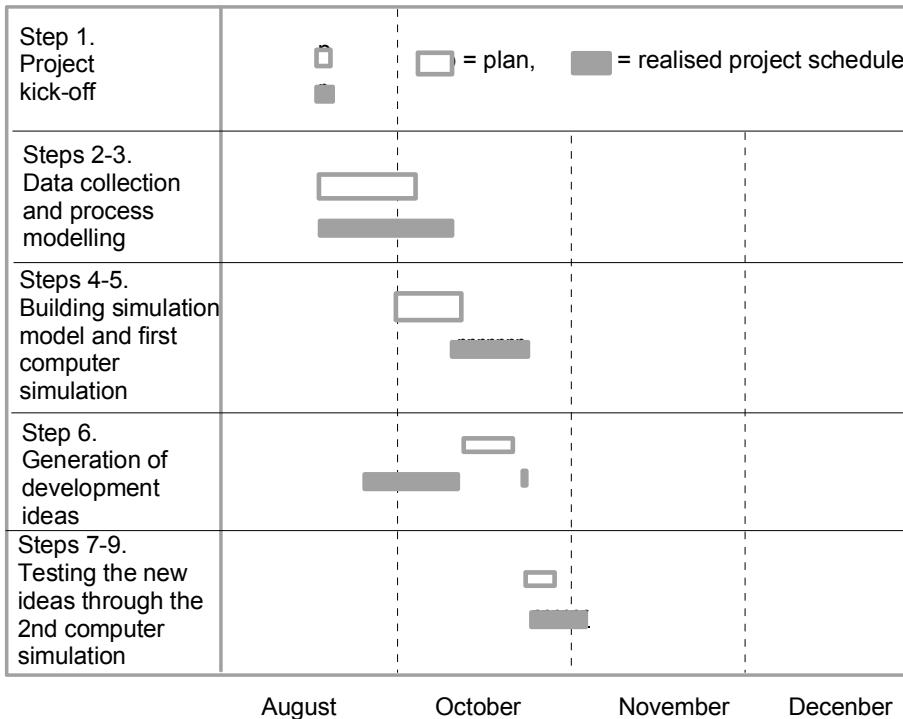 Step 1.
Project
kick-off
= plan,
= realised project schedule
Steps 2-3.
Data collection
and process
modelling
Steps 4-5.
Building simulation
model and first
computer
simulation
Step 6.
Generation of
development
ideas
Steps 7-9.
Testing the new
ideas through the
2nd computer
simulation
August
October
November
Decenber